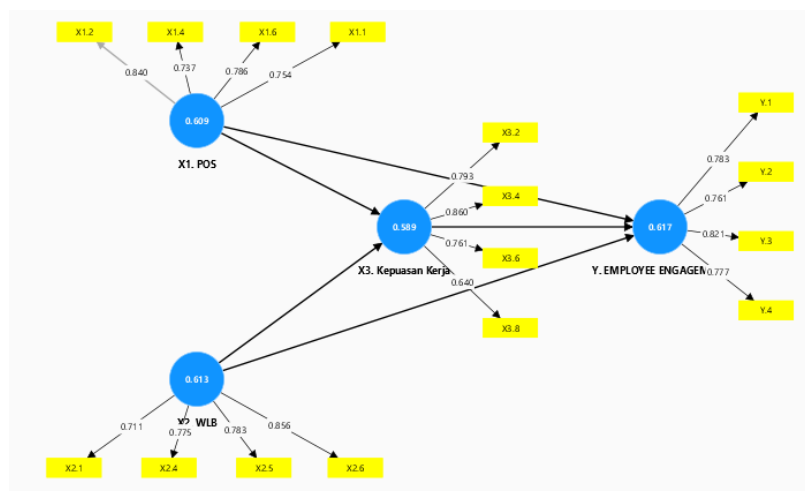 X1.2 X1.4 X1.6 X1.1
0.840 0.737 0.786 0.754
0.609
X1. POS
X3.2
0.793
X3.4
0.860
0.589
0.761
X3.6
X3. Kepuasan Kerja
0.640
X3.8
Y.1
0.783
Y.2
0.761
0.617
0.821
Y.3
Y. EMPLOYEE ENGAGEM
0.777
Y.4
0.613
X2. WLB
0.711 0.775 0.783 0.856
X2.1 X2.4 X2.5 X2.6